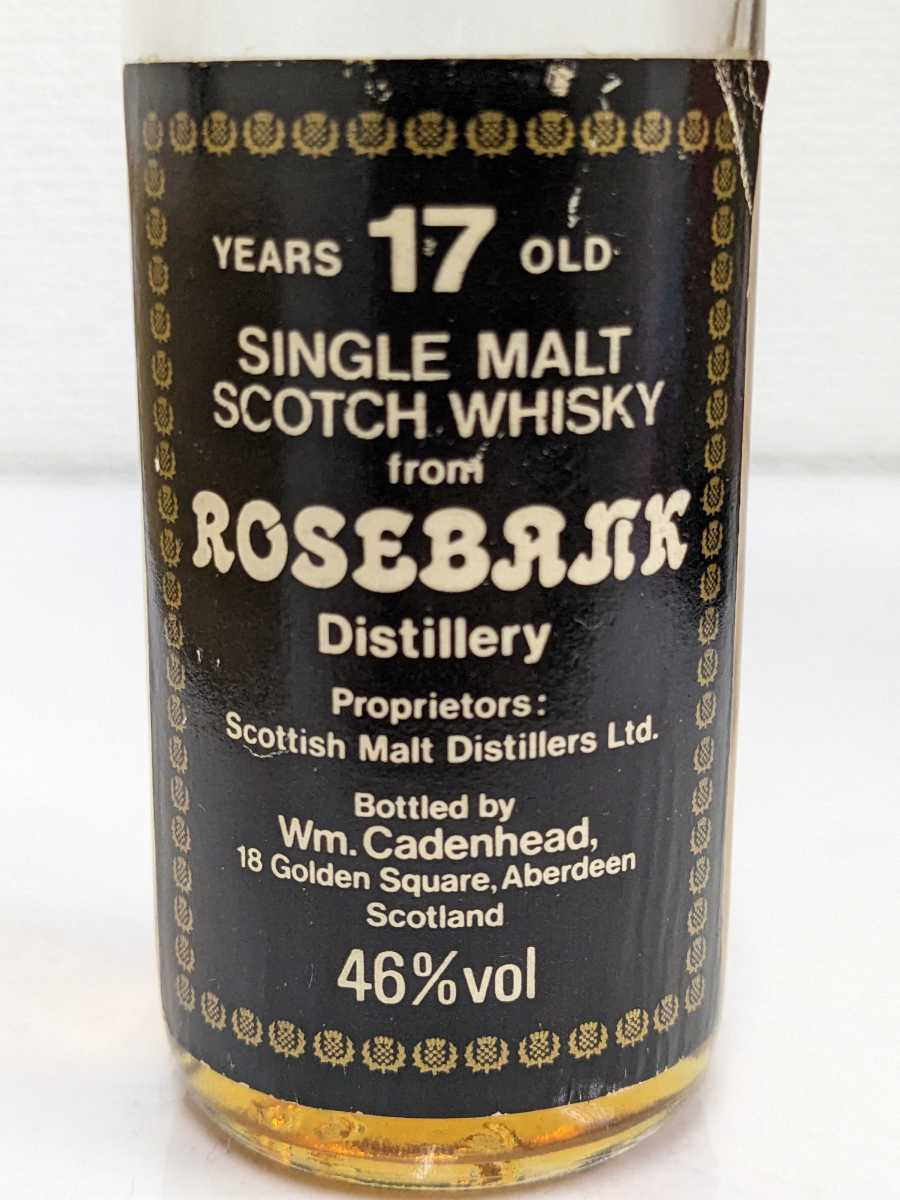 YEARS 17 OLD
SINGLE MALT
SCOTCH WHISKY
from
ROSEBANK
Distillery
Proprietors:
Scottish Malt Distillers Ltd.
Bottled by
Wm. Cadenhead,
18 Golden Square, Aberdeen
Scotland
46%vol